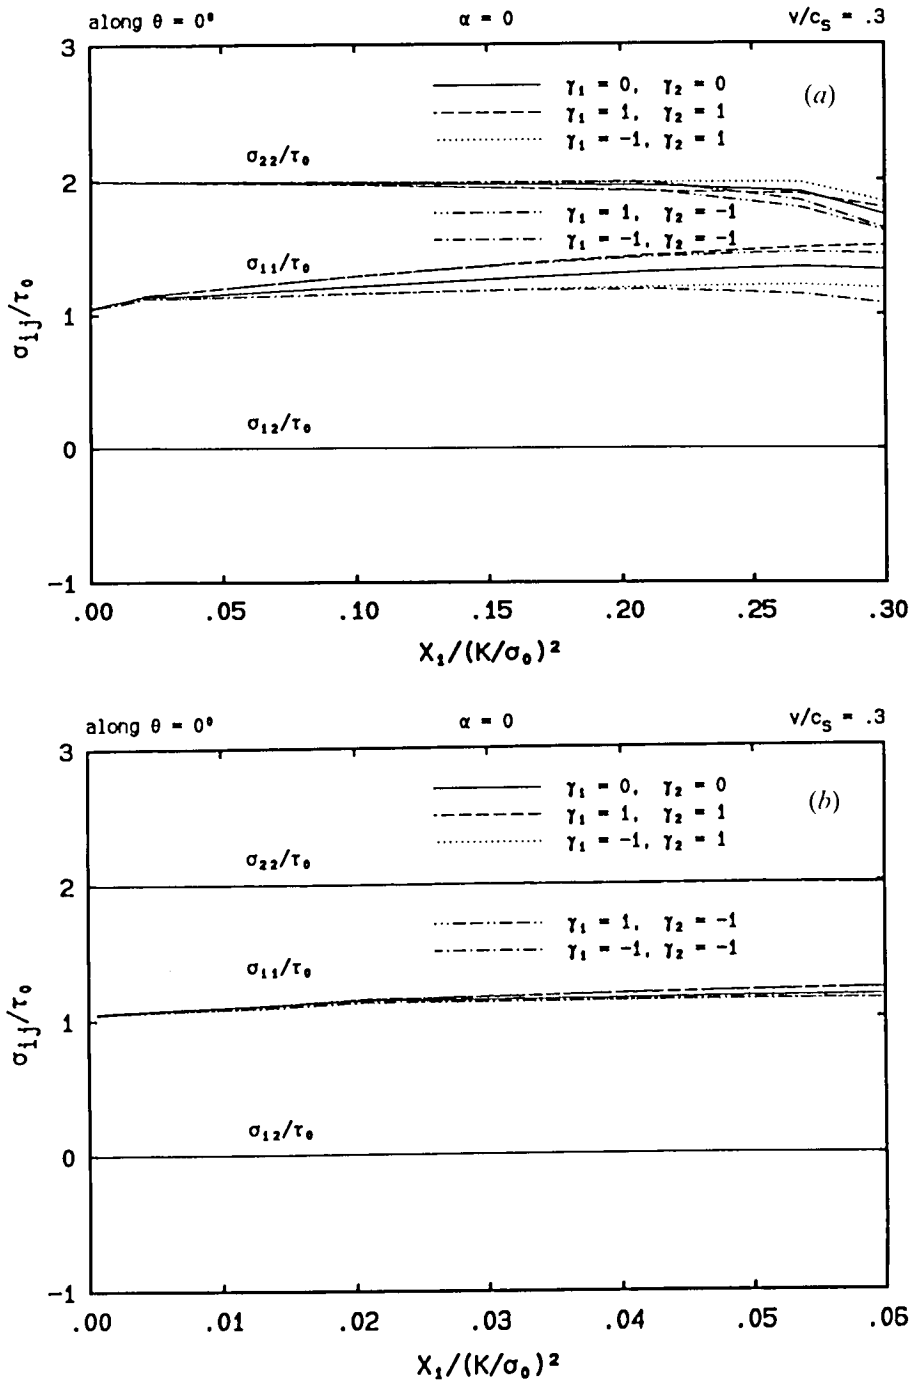 along θ = 0° α = 0 v/c_s = .3
3
γ₁ = 0, γ₂ = 0 (a)
γ₁ = 1, γ₂ = 1
γ₁ = -1, γ₂ = 1
σ₂₂/τ₀
2
γ₁ = 1, γ₂ = -1
γ₁ = -1, γ₂ = -1
σ₁₁/τ₀
σᵢⱼ/τ₀
1
σ₁₂/τ₀
0
-1
.00 .05 .10 .15 .20 .25 .30
X₁/(K/σ₀)²
along θ = 0° α = 0 v/c_s = .3
3
γ₁ = 0, γ₂ = 0 (b)
γ₁ = 1, γ₂ = 1
γ₁ = -1, γ₂ = 1
σ₂₂/τ₀
2
γ₁ = 1, γ₂ = -1
γ₁ = -1, γ₂ = -1
σ₁₁/τ₀
σᵢⱼ/τ₀
1
σ₁₂/τ₀
0
-1
.00 .01 .02 .03 .04 .05 .06
X₁/(K/σ₀)²